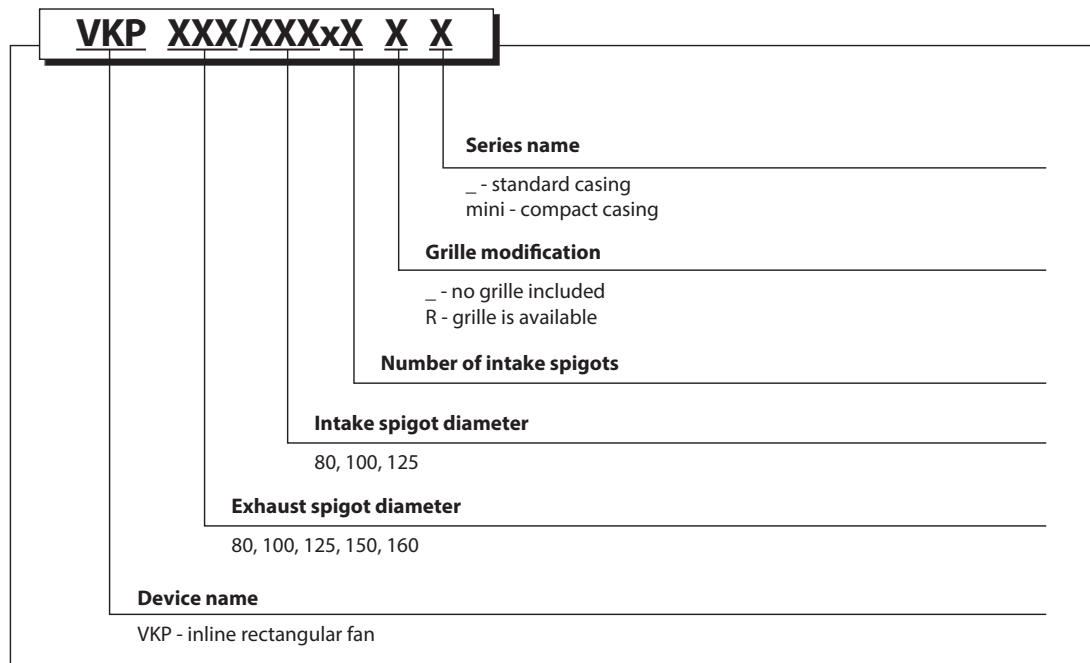 VKP XXX/XXXxX X X
Series name
_ - standard casing
mini - compact casing
Grille modification
_ - no grille included
R - grille is available
Number of intake spigots
Intake spigot diameter
80, 100, 125
Exhaust spigot diameter
80, 100, 125, 150, 160
Device name
VKP - inline rectangular fan